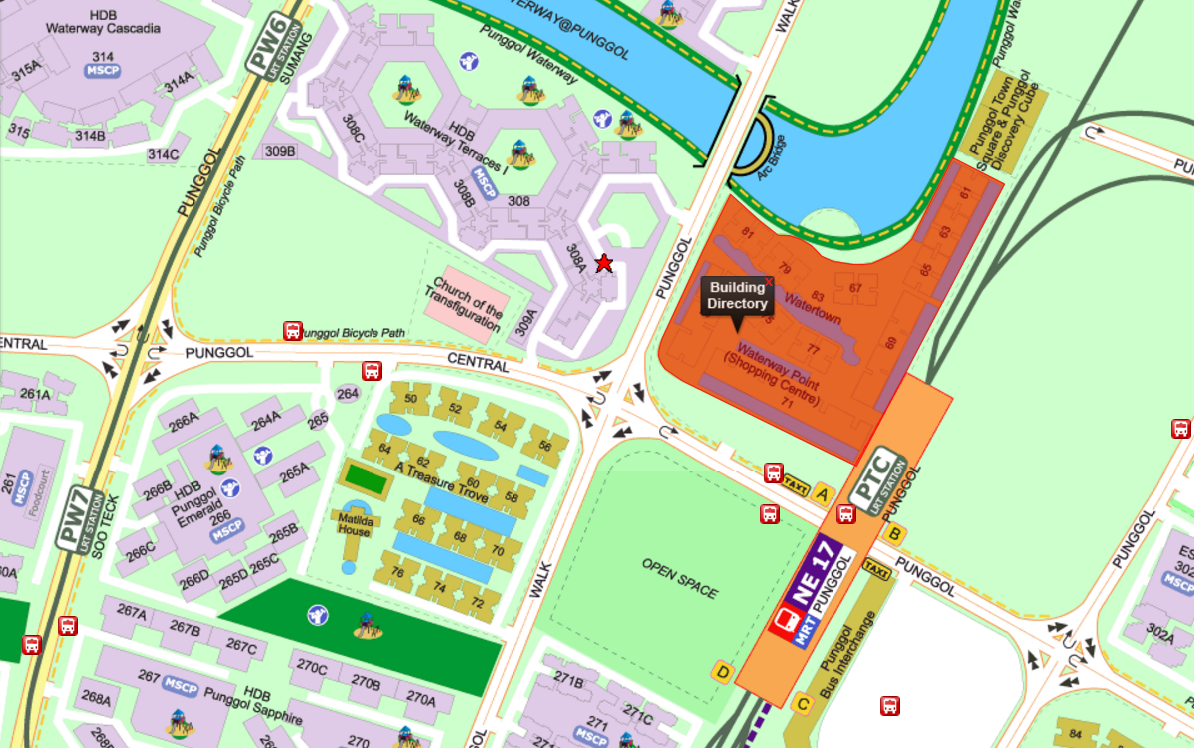 HDB
Waterway Cascadia
314
MSCP
315A
314A
315
314B
314C
PW6
LRT STATION
SUMANG
WATERWAY@PUNGGOL
Punggol Waterway
WALK
308C
HDB
Waterway Terraces I
309B
308B
MSCP
308
308A
309A
PUNGGOL
Punggol Bicycle Path
Church of the
Transfiguration
Arc Bridge
PUNGGOL
Punggol Town
Square & Punggol
Discovery Cube
61
63
65
67
69
81
79
83
Watertown
77
Building
Directory
x
Waterway Point
(Shopping Centre)
71
Punggol Bicycle Path
CENTRAL
PUNGGOL
CENTRAL
261A
261
MSCP
Foodcourt
PW7
LRT STATION
SOO TECK
264
265
264A
266A
265A
266B
HDB
Punggol
Emerald
266
MSCP
266C
265B
265C
265D
266D
50
52
54
56
64
62
60
58
A Treasure Trove
Matilda
House
66
68
70
76
74
72
WALK
OPEN SPACE
TAXI
A
PTC
LRT STATION
PUNGGOL
B
TAXI
PUNGGOL
NE 17
MRT
PUNGGOL
Punggol
Bus Interchange
D
C
PUNGGOL
MSCP
302A
84
267A
267B
267C
270C
270B
270A
267
MSCP
HDB
Punggol Sapphire
268A
270
271B
271C
271
MSCP